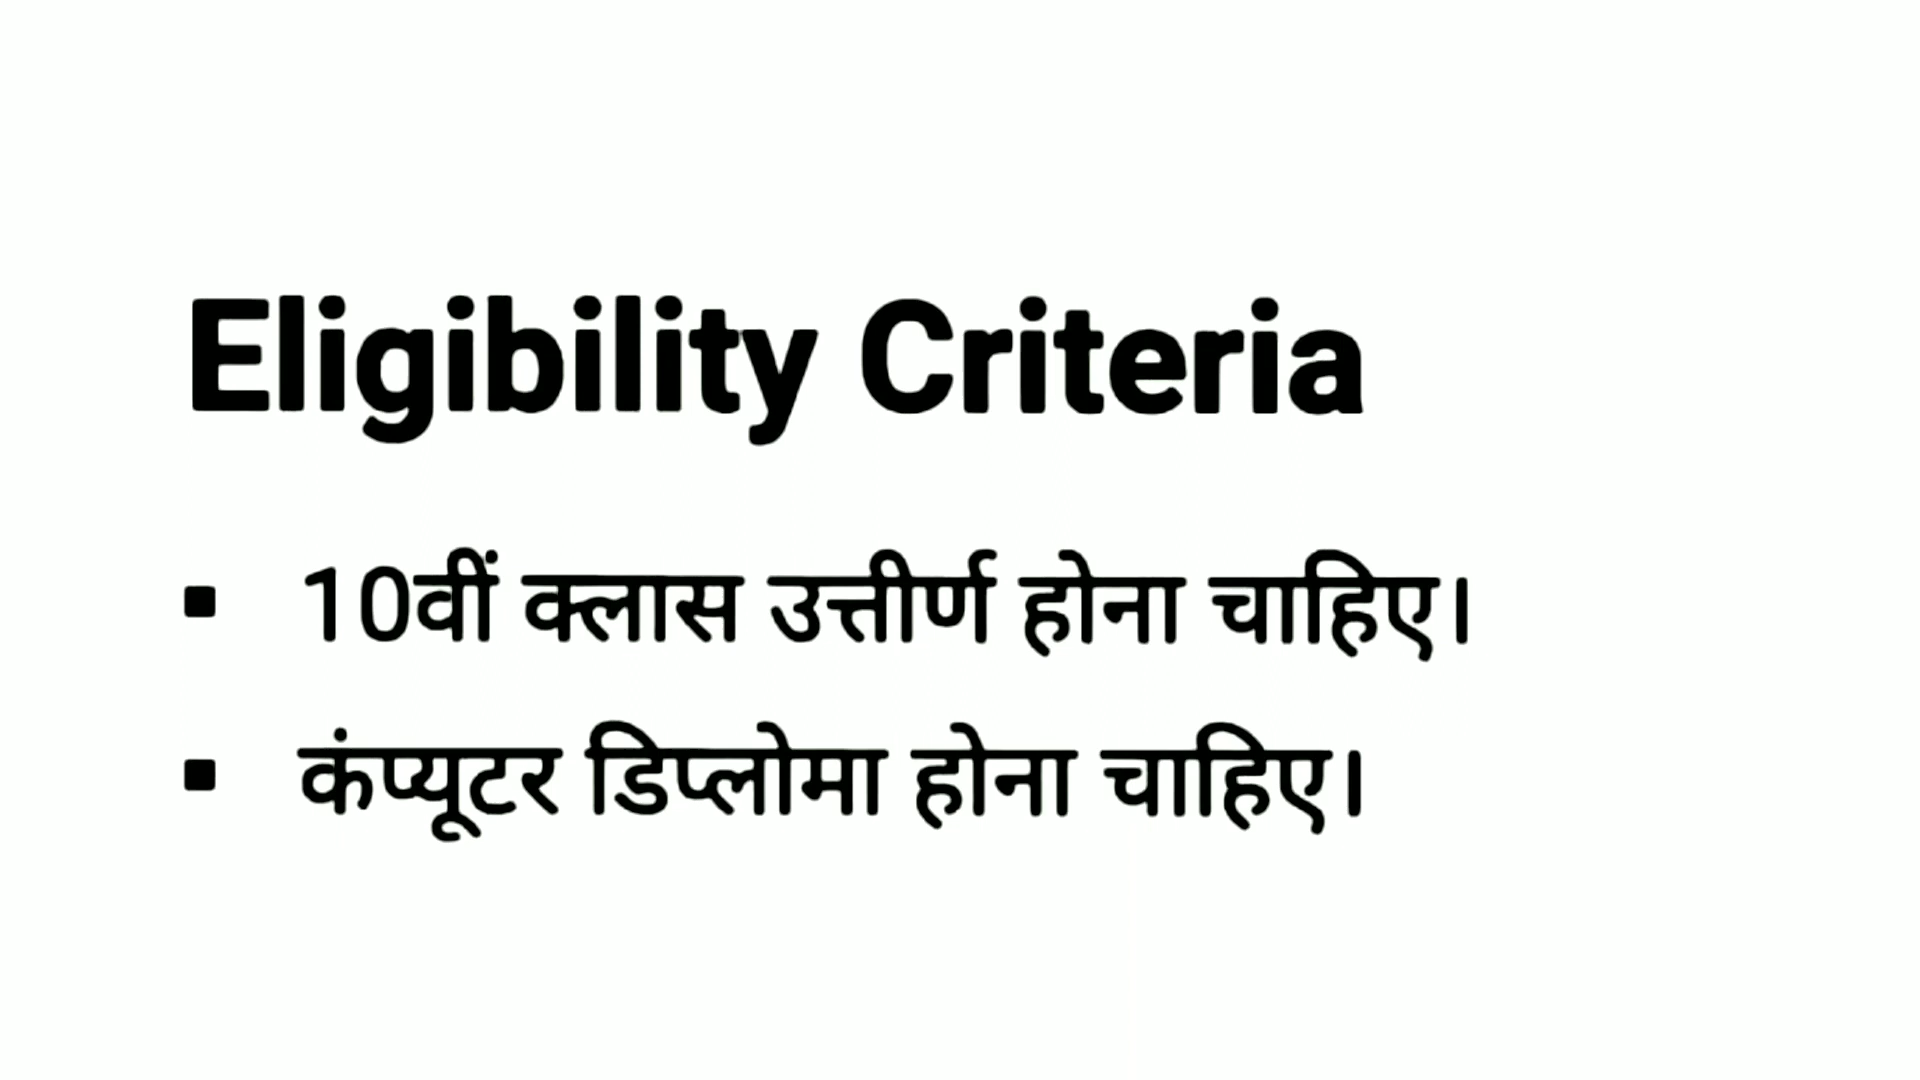 Eligibility Criteria
▪ 10वीं क्लास उत्तीर्ण होना चाहिए।
▪ कंप्यूटर डिप्लोमा होना चाहिए।